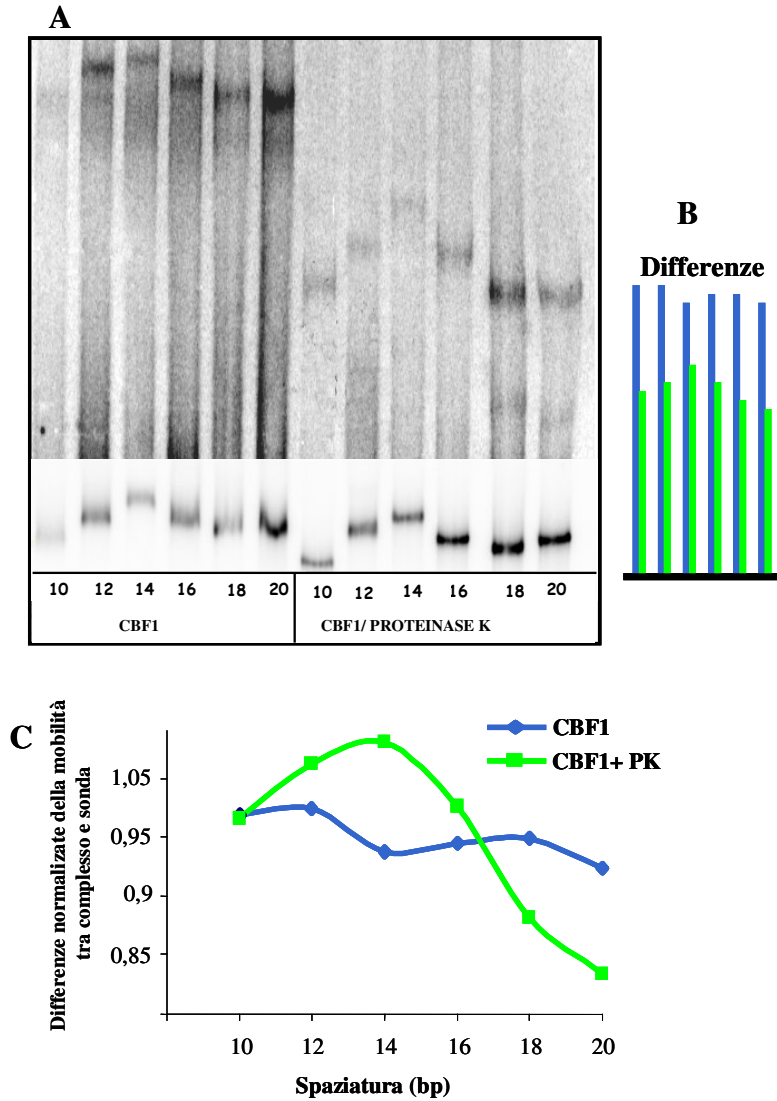 A
B
Differenze
10 12 14 16 18 20 10 12 14 16 18 20
CBF1
CBF1/ PROTEINASE K
C
Differenze normalizate della mobilità
tra complesso e sonda
CBF1
CBF1+ PK
1,05
0,95
0,9
0,85
10 12 14 16 18 20
Spaziatura (bp)